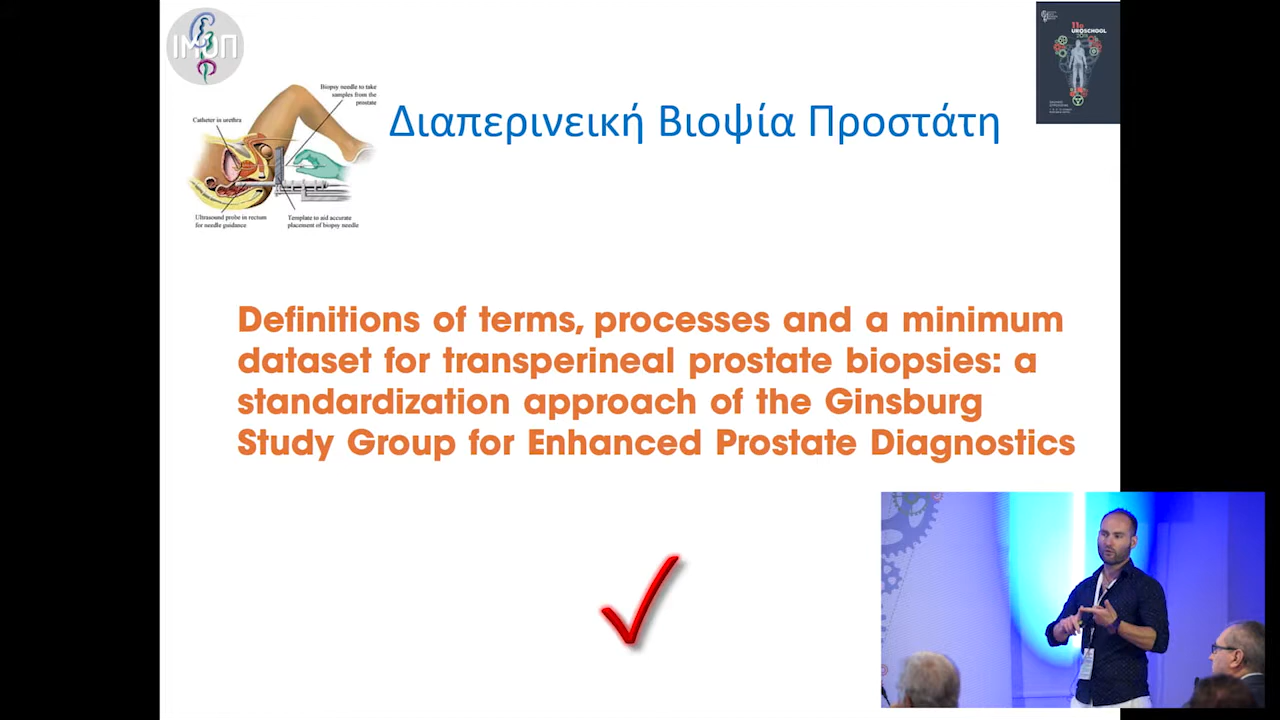 ΙΜΟΠ
11ο
UROSCHOOL
Biopsy needle to take
samples from the
prostate
Catheter in urethra
Διαπερινεική Βιοψία Προστάτη
Ultrasound probe in rectum
for needle guidance
Template to aid accurate
placement of biopsy needle
Definitions of terms, processes and a minimum
dataset for transperineal prostate biopsies: a
standardization approach of the Ginsburg
Study Group for Enhanced Prostate Diagnostics